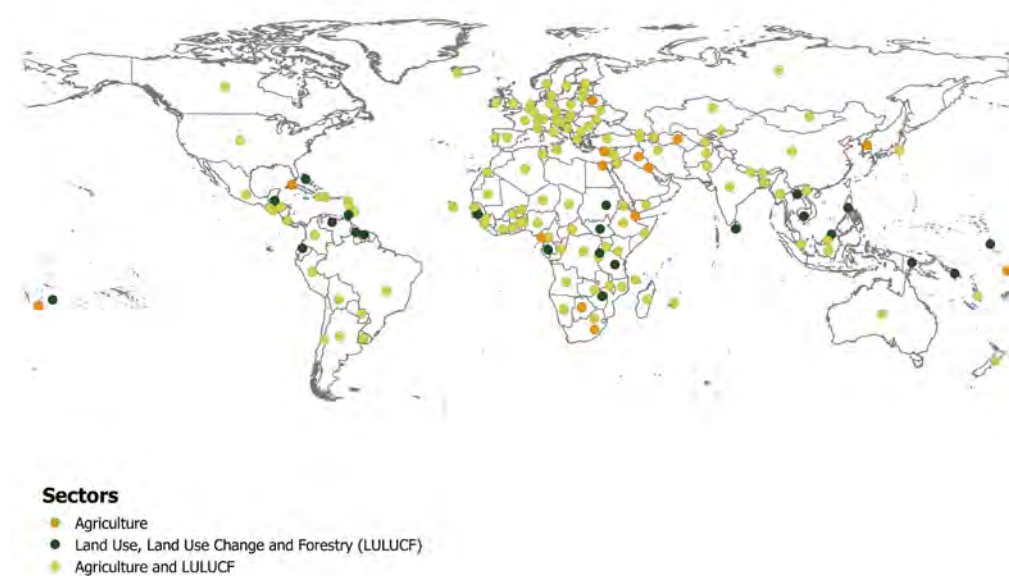 Sectors
Agriculture
Land Use, Land Use Change and Forestry (LULUCF)
Agriculture and LULUCF